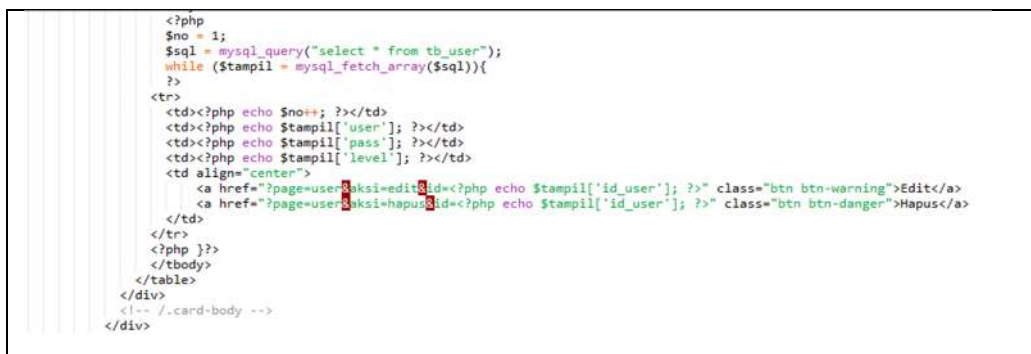 <?php
$no = 1;
$sql = mysql_query("select * from tb_user");
while ($tampil = mysql_fetch_array($sql)){
?>
<tr>
<td><?php echo $no++; ?></td>
<td><?php echo $tampil['user']; ?></td>
<td><?php echo $tampil['pass']; ?></td>
<td><?php echo $tampil['level']; ?></td>
<td align="center">
<a href="?page=user&aksi=edit&id=<?php echo $tampil['id_user']; ?>" class="btn btn-warning">Edit</a>
<a href="?page=user&aksi=hapus&id=<?php echo $tampil['id_user']; ?>" class="btn btn-danger">Hapus</a>
</td>
</tr>
<?php }?>
</tbody>
</table>
</div>
<!-- /.card-body -->
</div>